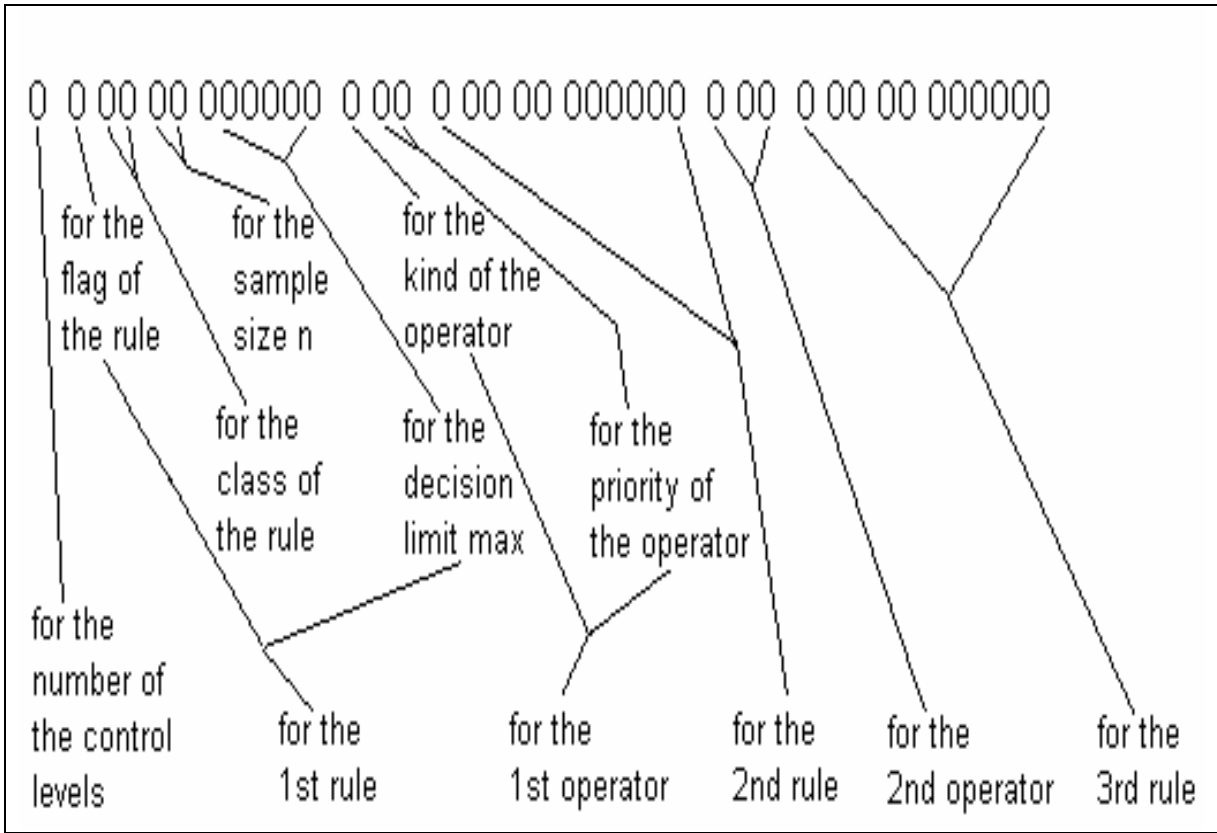 0 0 00 00 000000 0 00 0 00 00 000000 0 00 0 00 00 000000
for the
flag of
the rule
for the
sample
size n
for the
kind of the
operator
for the
class of
the rule
for the
decision
limit max
for the
priority of
the operator
for the
number of
the control
levels
for the
1st rule
for the
1st operator
for the
2nd rule
for the
2nd operator
for the
3rd rule